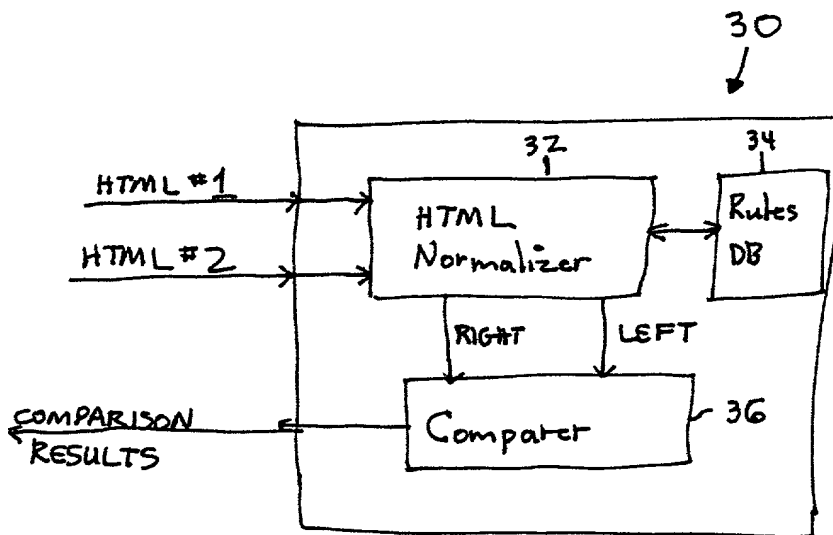 30
32
34
HTML #1
HTML
Normalizer
Rules
DB
HTML #2
RIGHT
LEFT
COMPARISON
RESULTS
Comparer
36